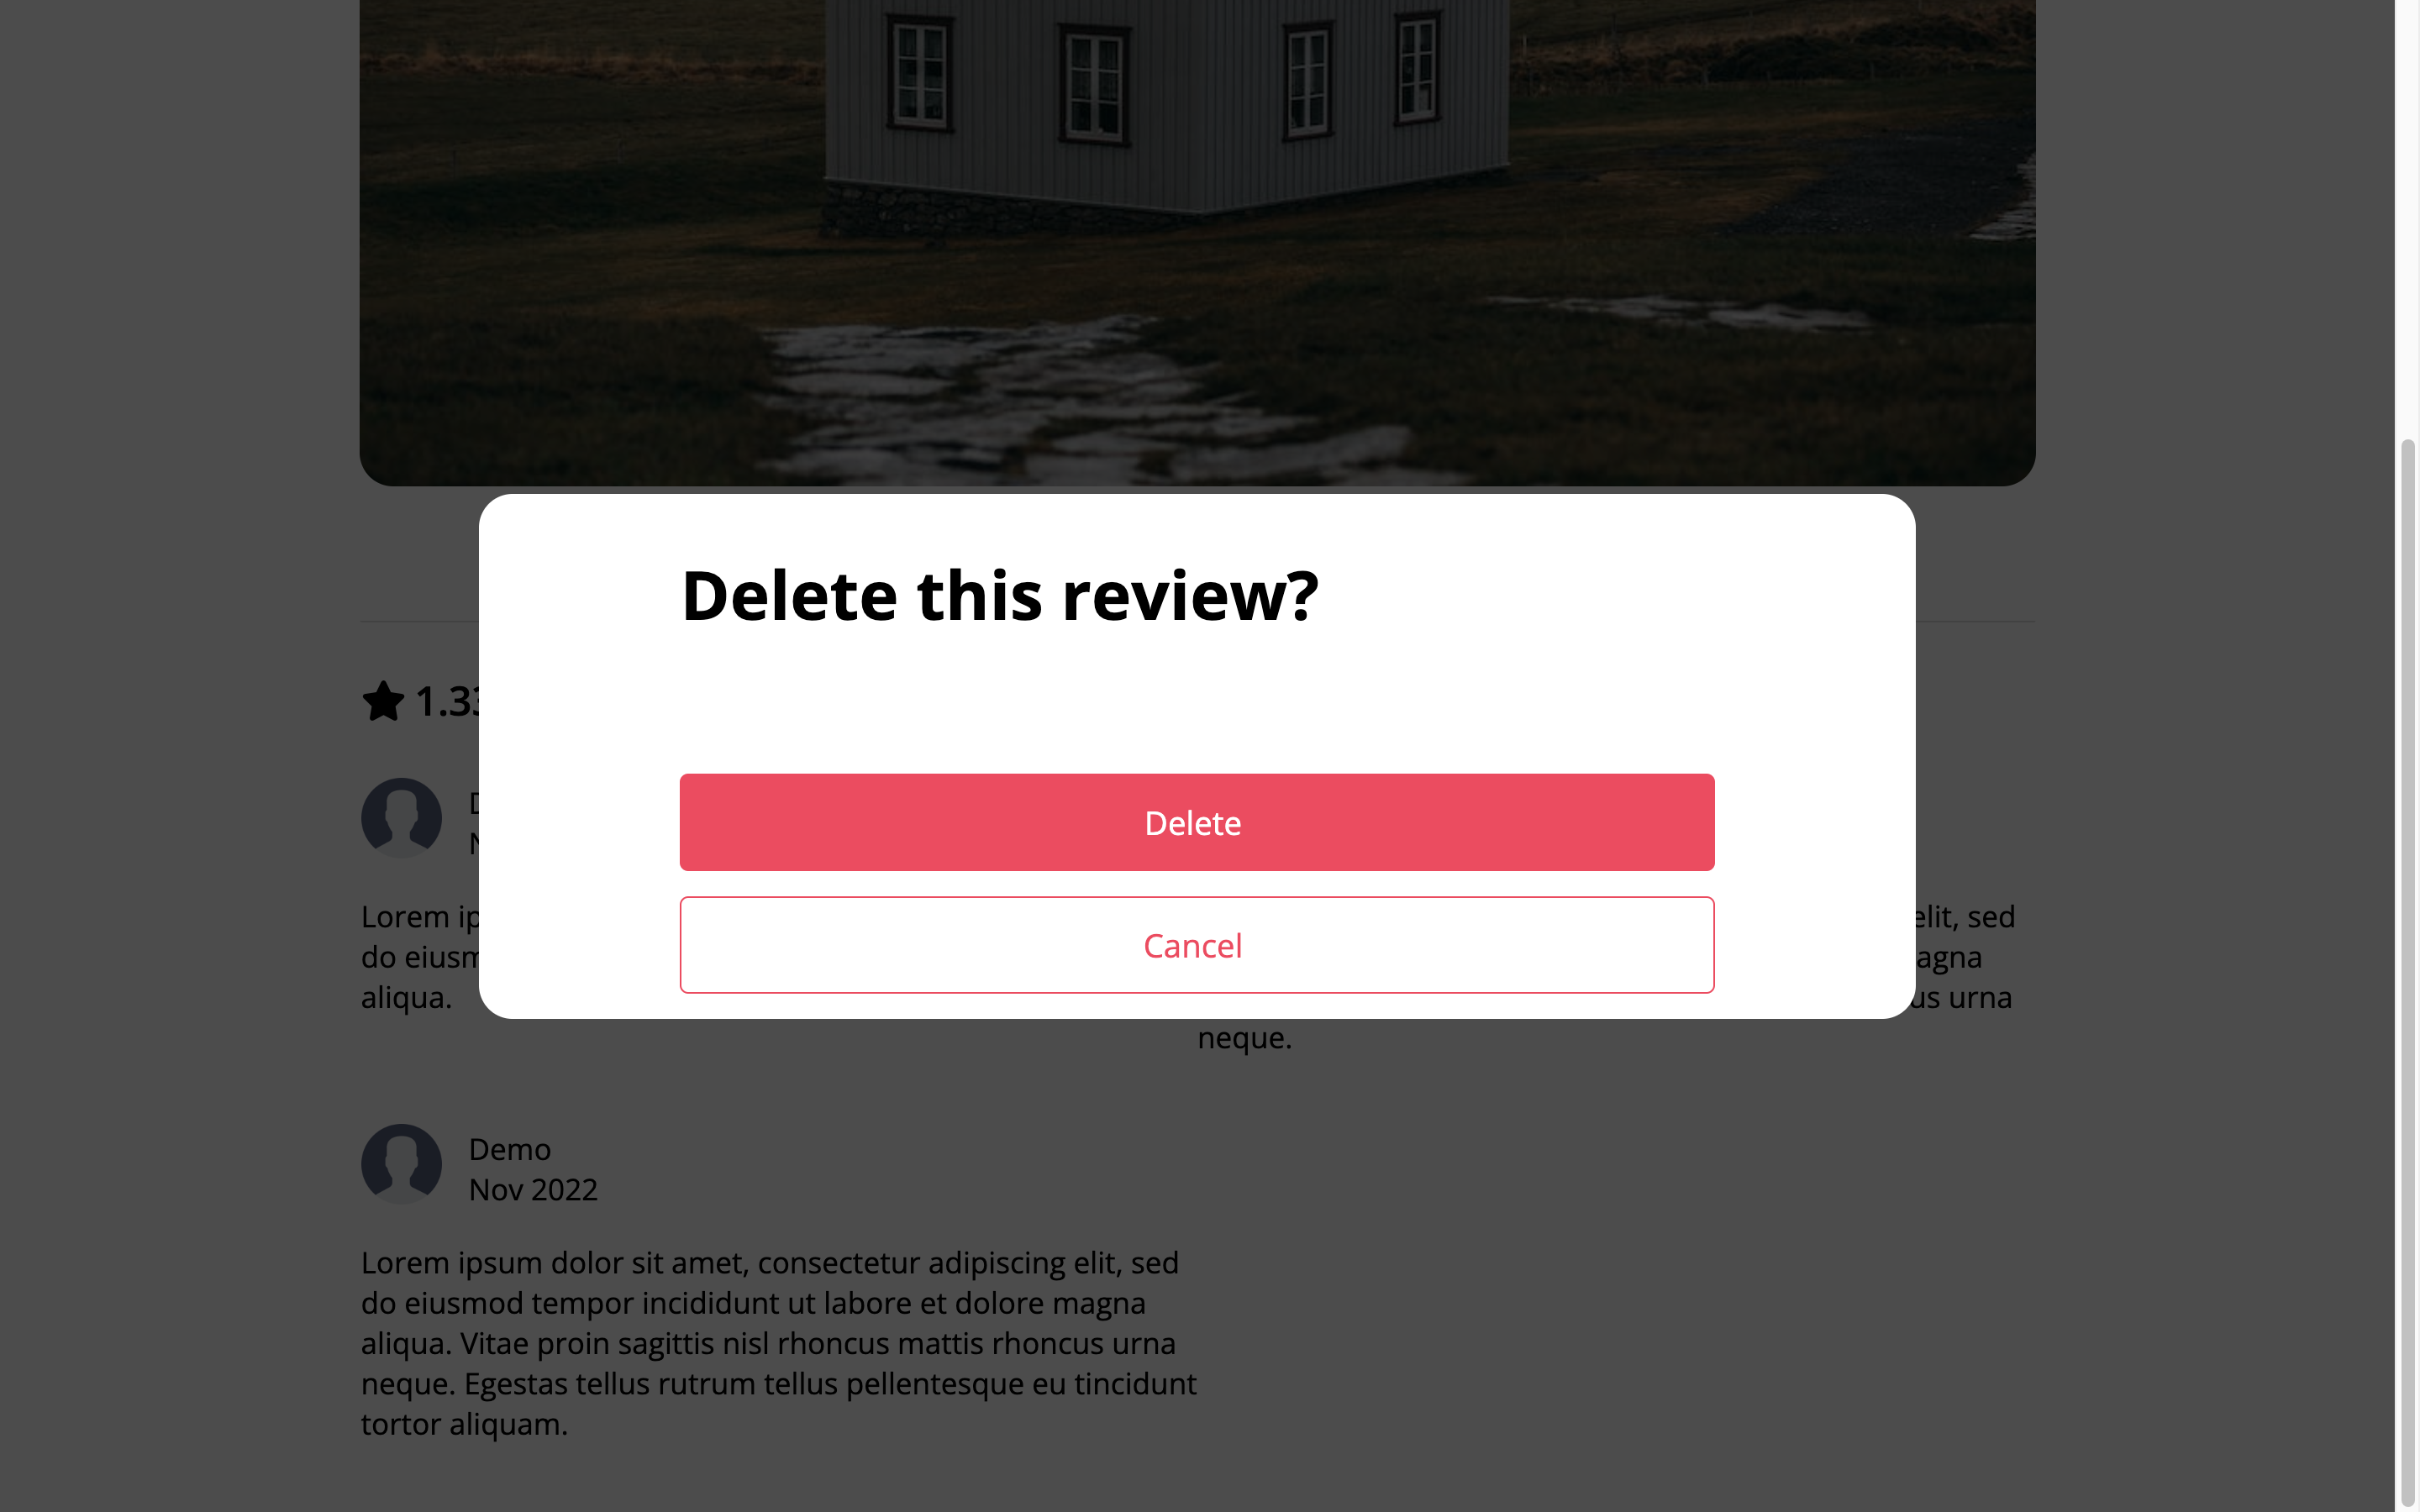 Delete this review?
1.33
Delete
Cancel
Lorem ip
elit, sed
do eiusm
agna
aliqua.
us urna
neque.
Demo
Nov 2022
Lorem ipsum dolor sit amet, consectetur adipiscing elit, sed
do eiusmod tempor incididunt ut labore et dolore magna
aliqua. Vitae proin sagittis nisl rhoncus mattis rhoncus urna
neque. Egestas tellus rutrum tellus pellentesque eu tincidunt
tortor aliquam.